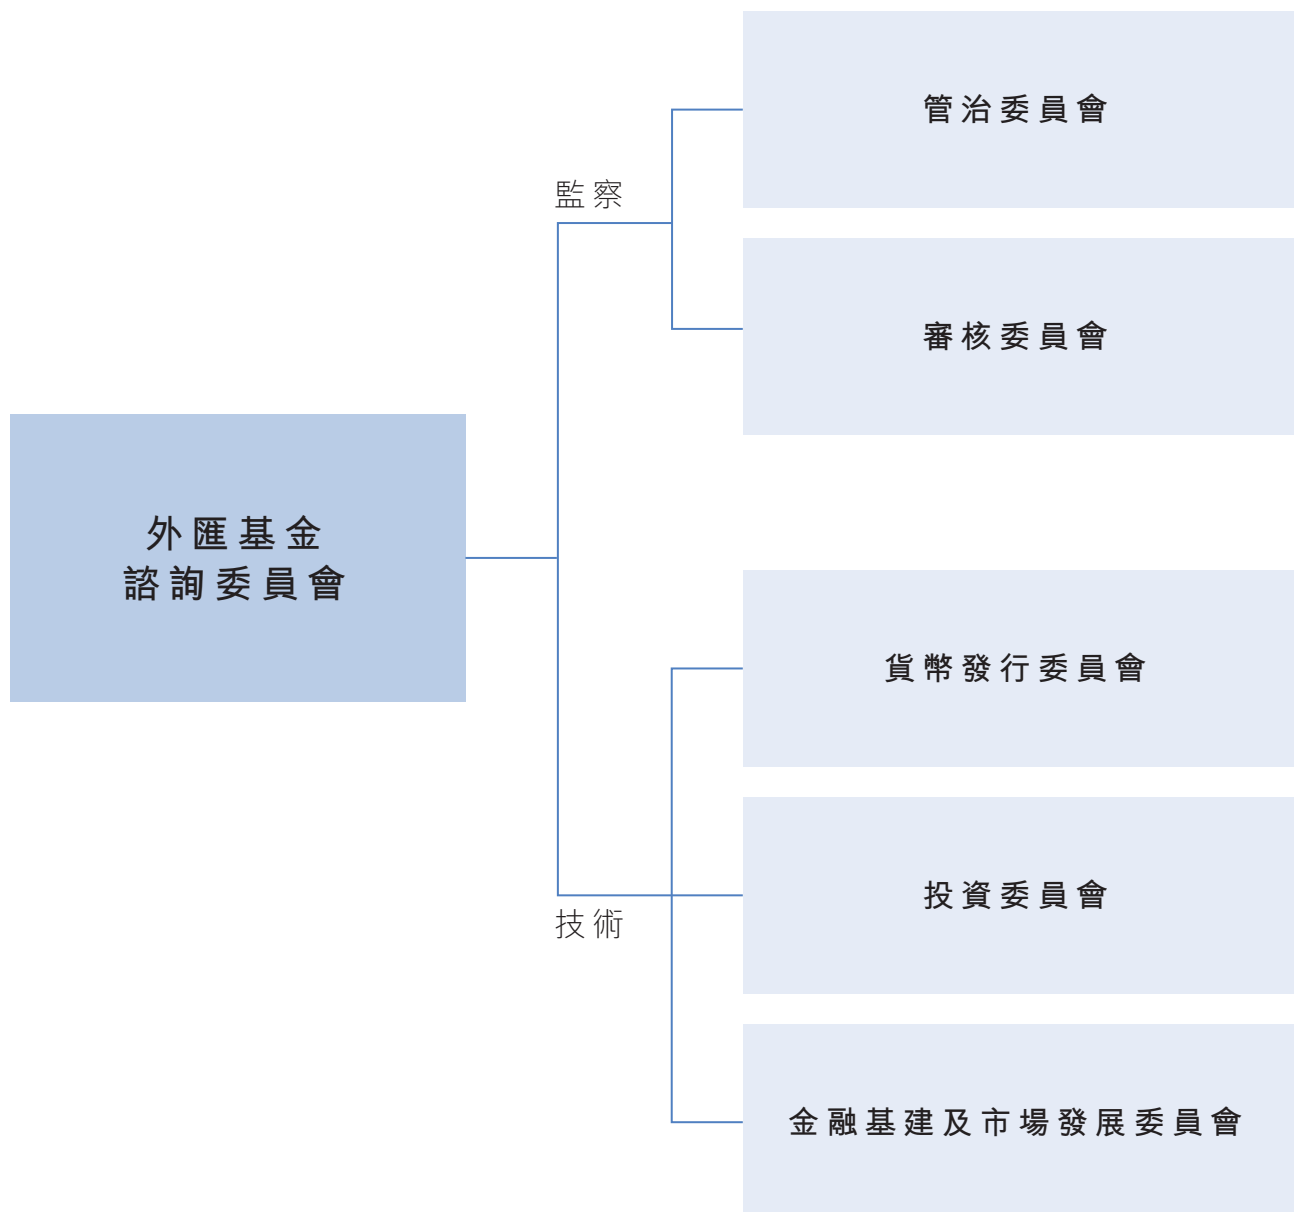 外匯基金
諮詢委員會
監察
管治委員會
審核委員會
技術
貨幣發行委員會
投資委員會
金融基建及市場發展委員會